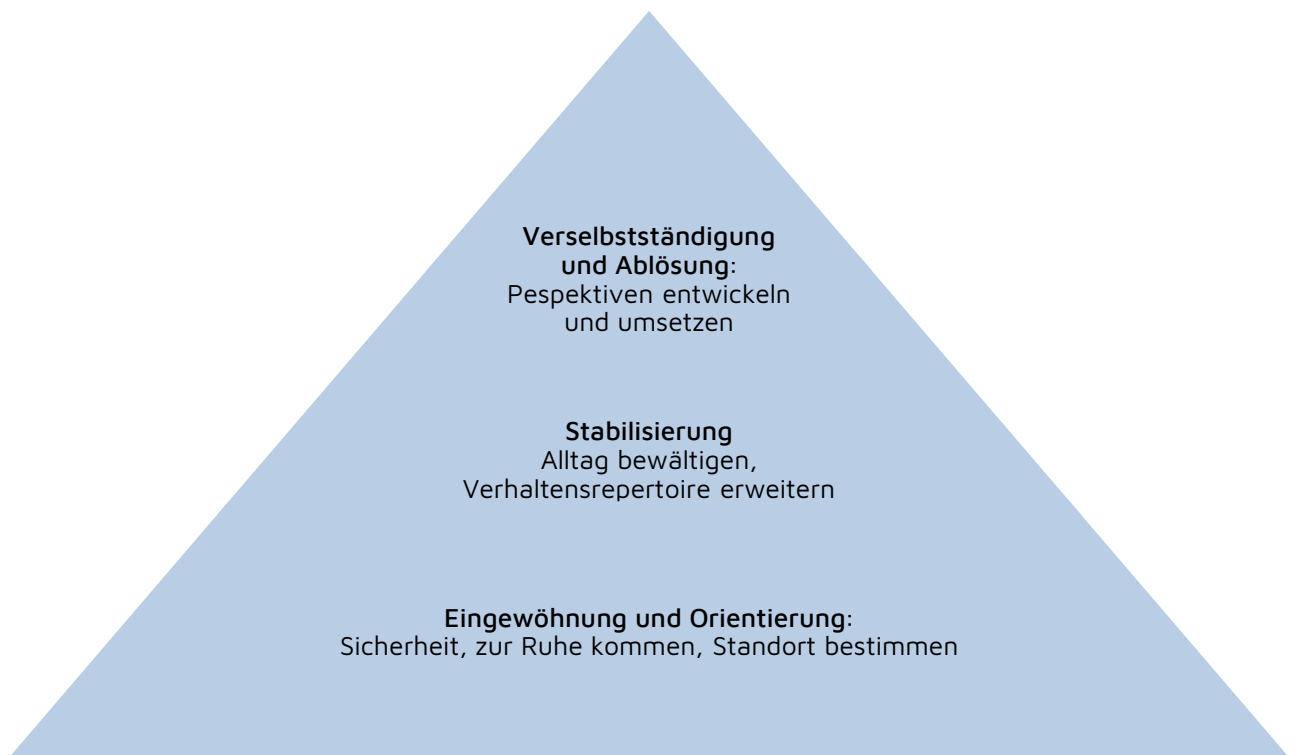 Verselbstständigung
und Ablösung:
Pespektiven entwickeln
und umsetzen
Stabilisierung
Alltag bewältigen,
Verhaltensrepertoire erweitern
Eingewöhnung und Orientierung:
Sicherheit, zur Ruhe kommen, Standort bestimmen